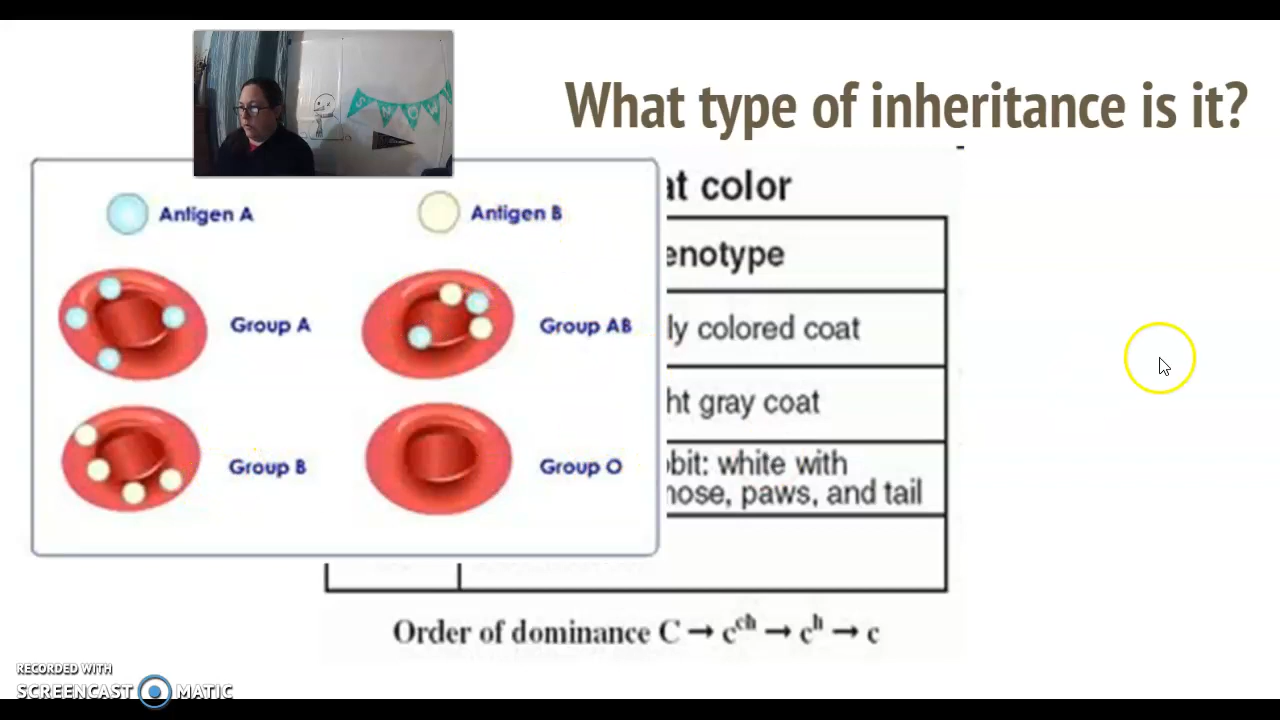 What type of inheritance is it?
at color
Antigen A
Antigen B
enotype
Group A
Group AB
ly colored coat
ht gray coat
Group B
Group O
bit: white with
nose, paws, and tail
Order of dominance C → cᶜʰ → cʰ → c
RECORDED WITH
SCREENCAST MATIC